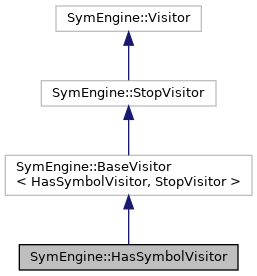 SymEngine::Visitor
SymEngine::StopVisitor
SymEngine::BaseVisitor
< HasSymbolVisitor, StopVisitor >
SymEngine::HasSymbolVisitor